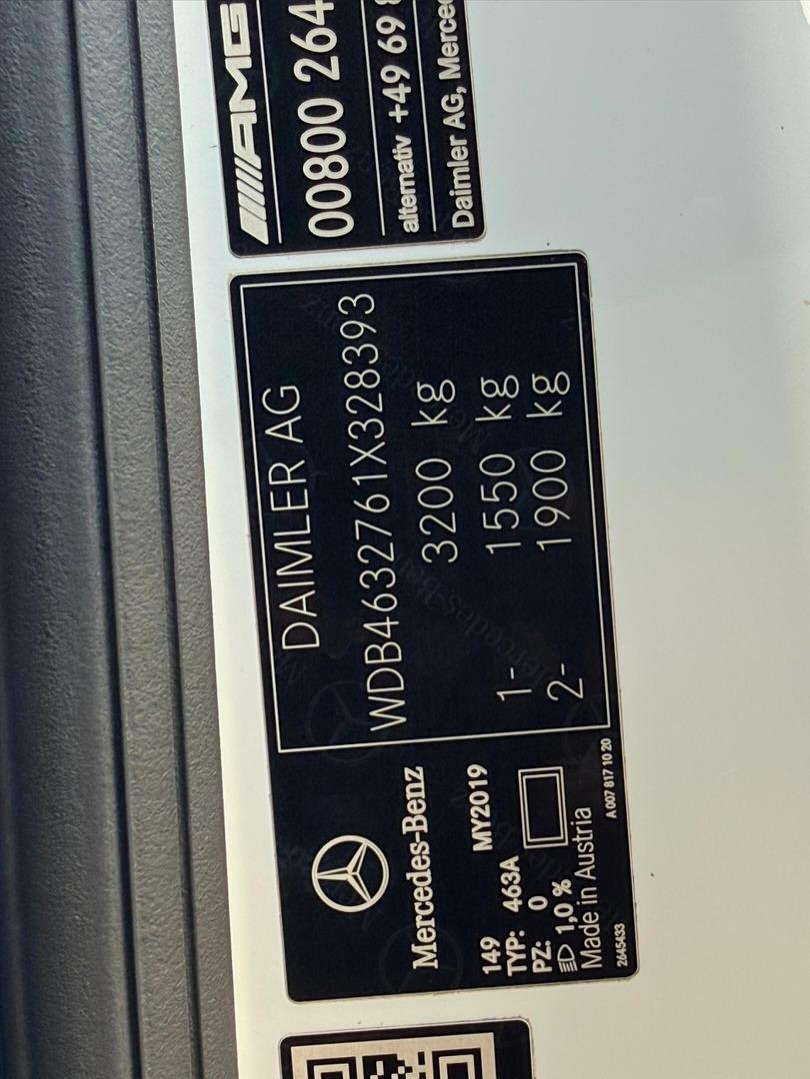 AMG
00800 264
alternativ +49 69
Daimler AG,
DAIMLER AG
WDB4632761X328393
3200 kg
1- 1550 kg
2- 1900 kg
Mercedes-Benz
149 MY2019
TYP: 463A
PZ: 0
1,0 %
Made in Austria
2645433 A 007 817 10 20